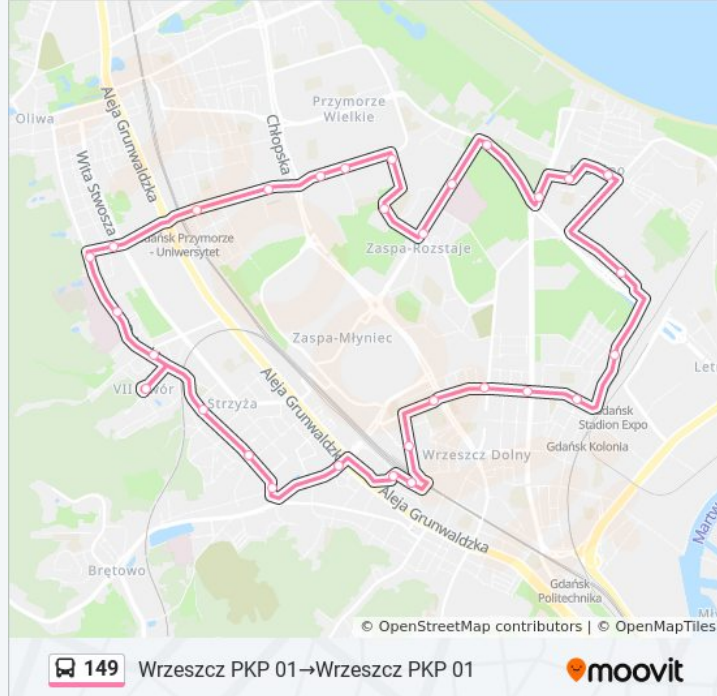 Przymorze
Wielkie
Oliwa
Aleja Grunwaldzka
Chłopska
Wita Stwosza
Gdańsk Przymorze
- Uniwersytet
Zaspa-Rozstaje
Zaspa-Młyniec
VII Dwór
Strzyża
Aleja Grunwaldzka
Gdańsk
Stadion Expo
Gdańsk Kolonia
Wrzeszcz Dolny
Aleja Grunwaldzka
Brętowo
Gdańsk
Politechnika
© OpenStreetMap contributors | © OpenMapTiles
149 Wrzeszcz PKP 01→Wrzeszcz PKP 01
moovit